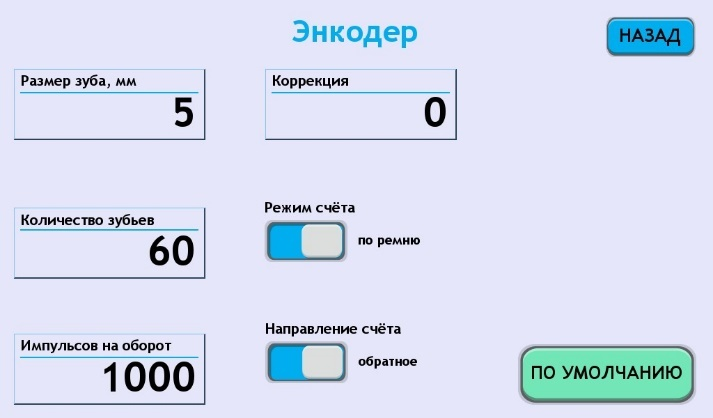 Энкодер
НАЗАД
Размер зуба, мм
5
Коррекция
0
Количество зубьев
60
Режим счёта
по ремню
Импульсов на оборот
1000
Направление счёта
обратное
ПО УМОЛЧАНИЮ